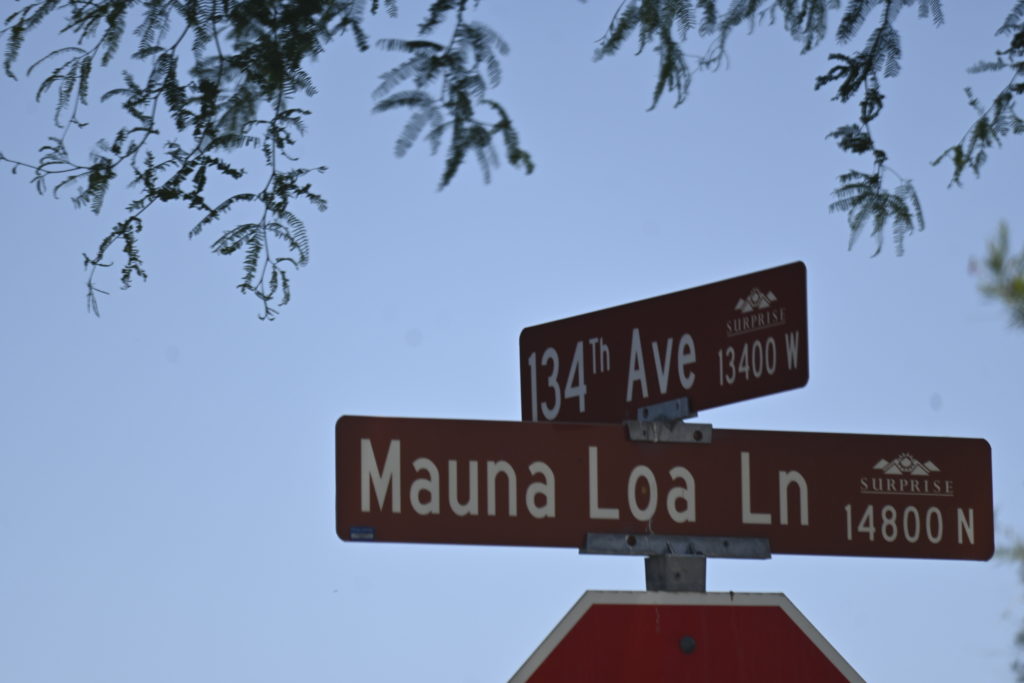 134Th Ave
SURPRISE
13400 W
Mauna Loa Ln
SURPRISE
14800 N